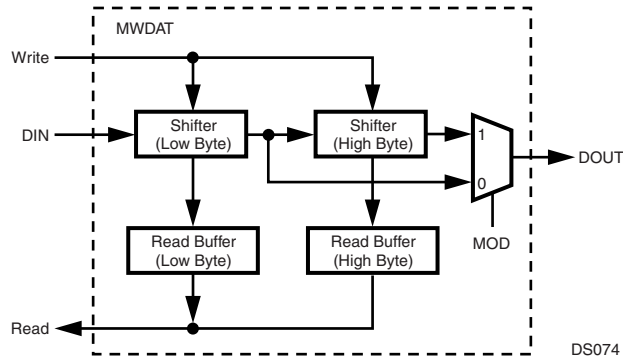 MWDAT
Write
DIN
Shifter
(Low Byte)
Shifter
(High Byte)
1
0
DOUT
MOD
Read Buffer
(Low Byte)
Read Buffer
(High Byte)
Read
DS074